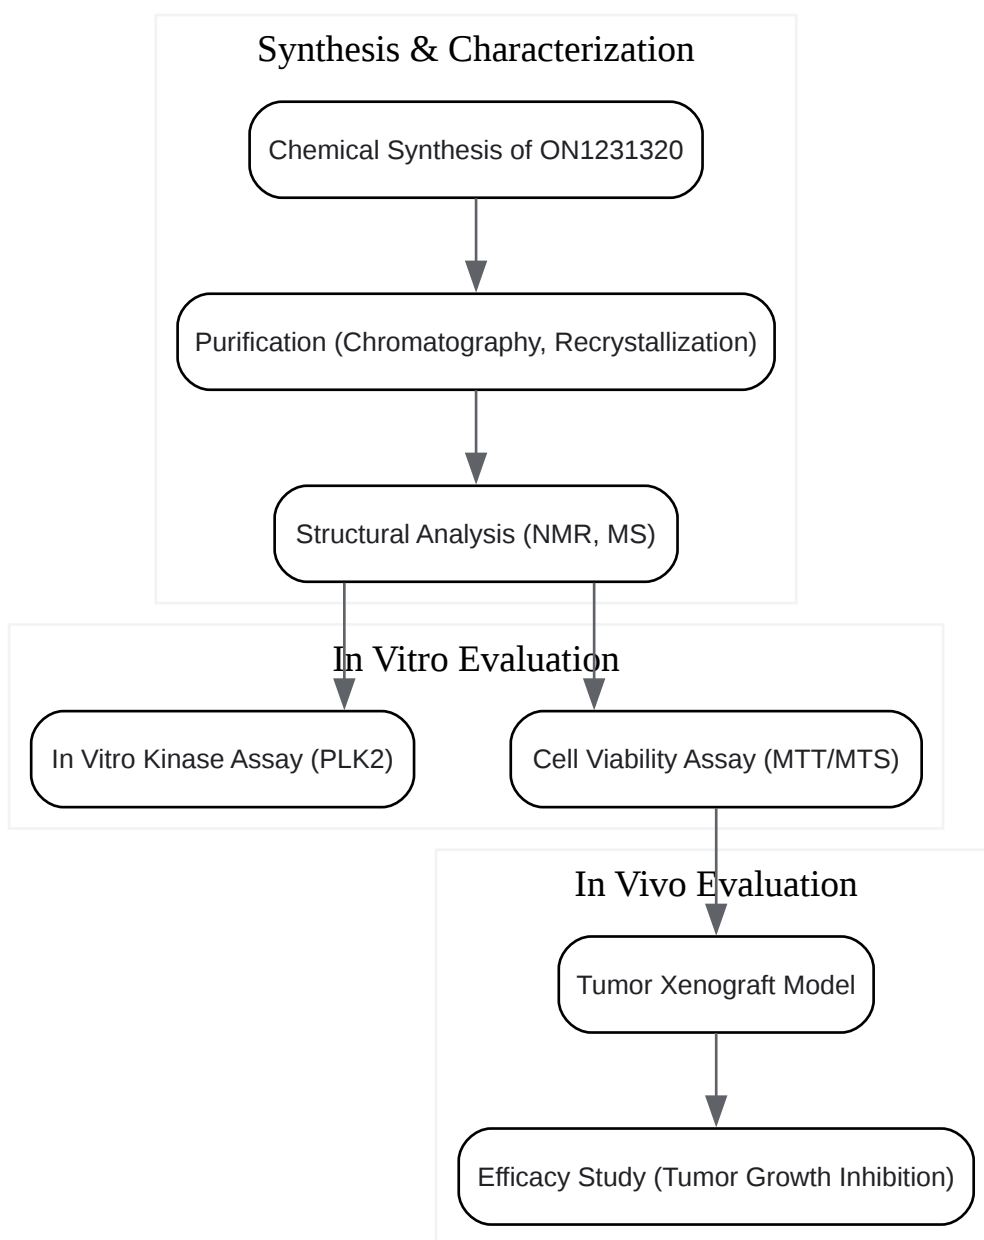 Synthesis & Characterization
Chemical Synthesis of ON1231320
Purification (Chromatography, Recrystallization)
Structural Analysis (NMR, MS)
In Vitro Evaluation
In Vitro Kinase Assay (PLK2)
Cell Viability Assay (MTT/MTS)
In Vivo Evaluation
Tumor Xenograft Model
Efficacy Study (Tumor Growth Inhibition)